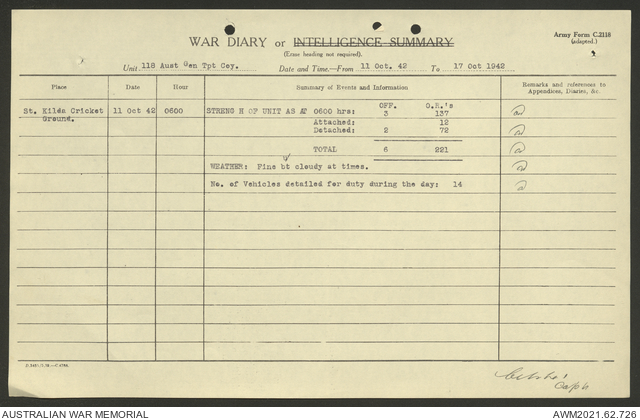 WAR DIARY or INTELLIGENCE SUMMARY
(Erase heading not required).
Army Form C.2118
(adapted.)
Unit 118 Aust Gen Tpt Coy. Date and Time.—From 11 Oct. 42 To 17 Oct 1942
Place Date Hour Summary of Events and Information Remarks and references to
Appendices, Diaries, &c.
OFF. O.R.'s
St. Kilda Cricket 11 Oct 42 0600 STRENG H OF UNIT AS AT 0600 hrs: 3 137
Ground.
Attached: 12
Detached: 2 72
TOTAL 6 221
WEATHER: Fine bt cloudy at times.
No. of Vehicles detailed for duty during the day: 14
AUSTRALIAN WAR MEMORIAL AWM2021.62.726